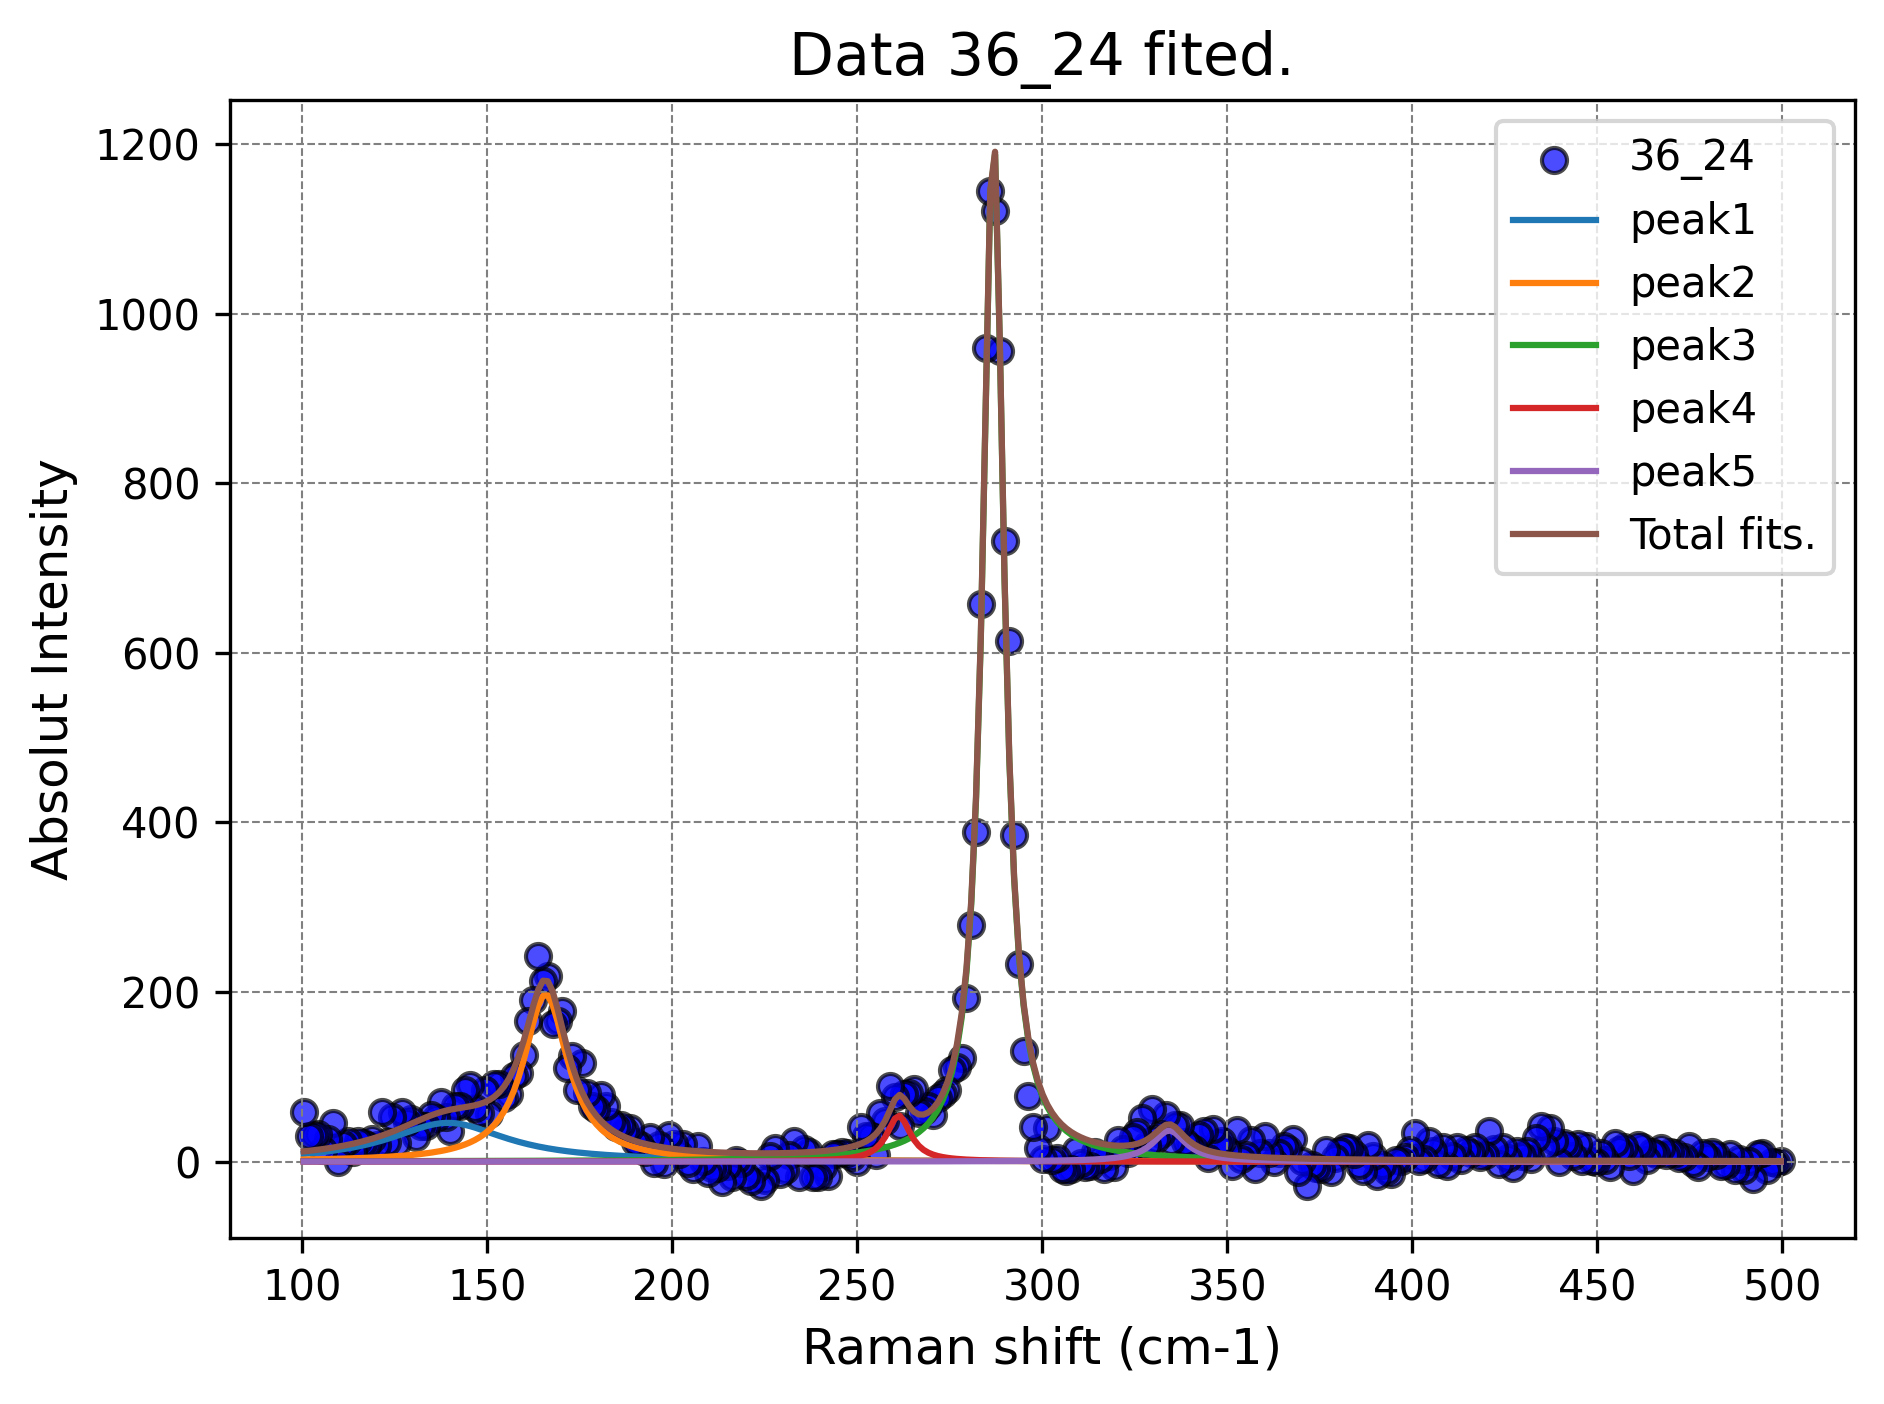 Data 36_24 fited.
Absolut Intensity
1200
1000
800
600
400
200
0
36_24
peak1
peak2
peak3
peak4
peak5
Total fits.
100 150 200 250 300 350 400 450 500
Raman shift (cm-1)